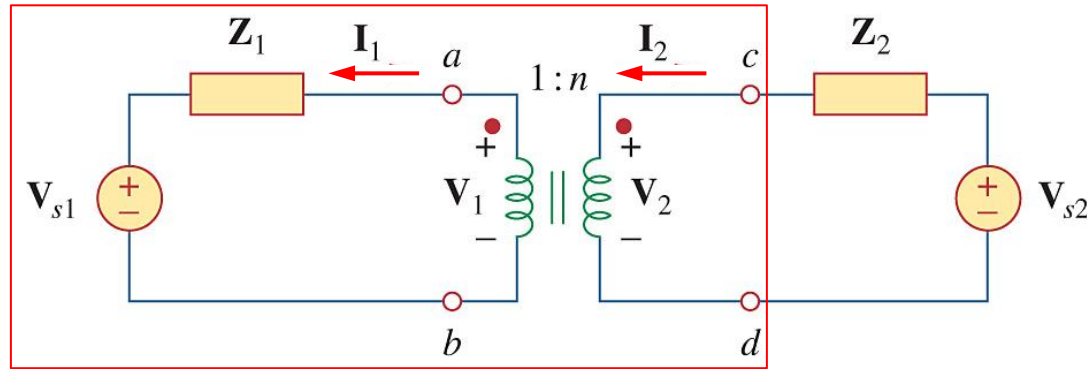 Z1 I1 a I2 c Z2
1 : n
+ + + +
Vs1 − V1 V2 − Vs2
− −
b d